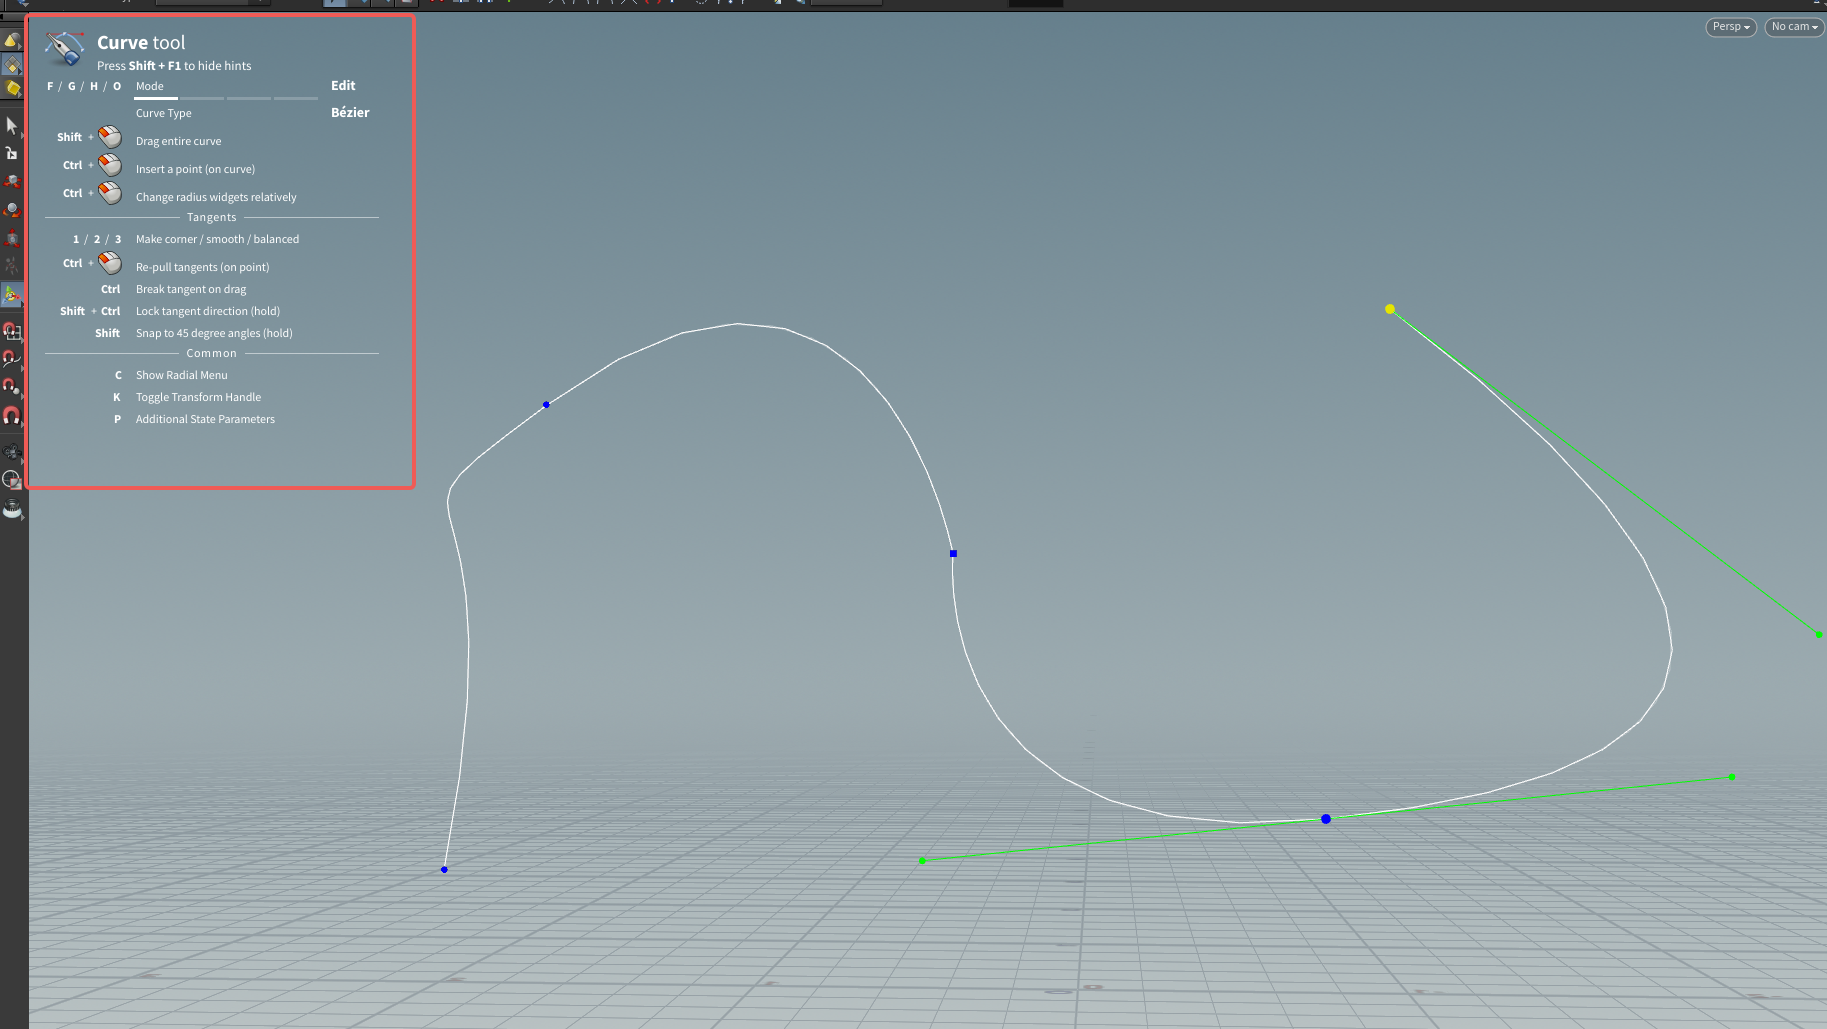 Persp No cam
Curve tool
Press Shift + F1 to hide hints
F / G / H / O Mode Edit
Curve Type Bézier
Shift + Drag entire curve
Ctrl + Insert a point (on curve)
Ctrl + Change radius widgets relatively
Tangents
1 / 2 / 3 Make corner / smooth / balanced
Ctrl + Re-pull tangents (on point)
Ctrl Break tangent on drag
Shift + Ctrl Lock tangent direction (hold)
Shift Snap to 45 degree angles (hold)
Common
C Show Radial Menu
K Toggle Transform Handle
P Additional State Parameters